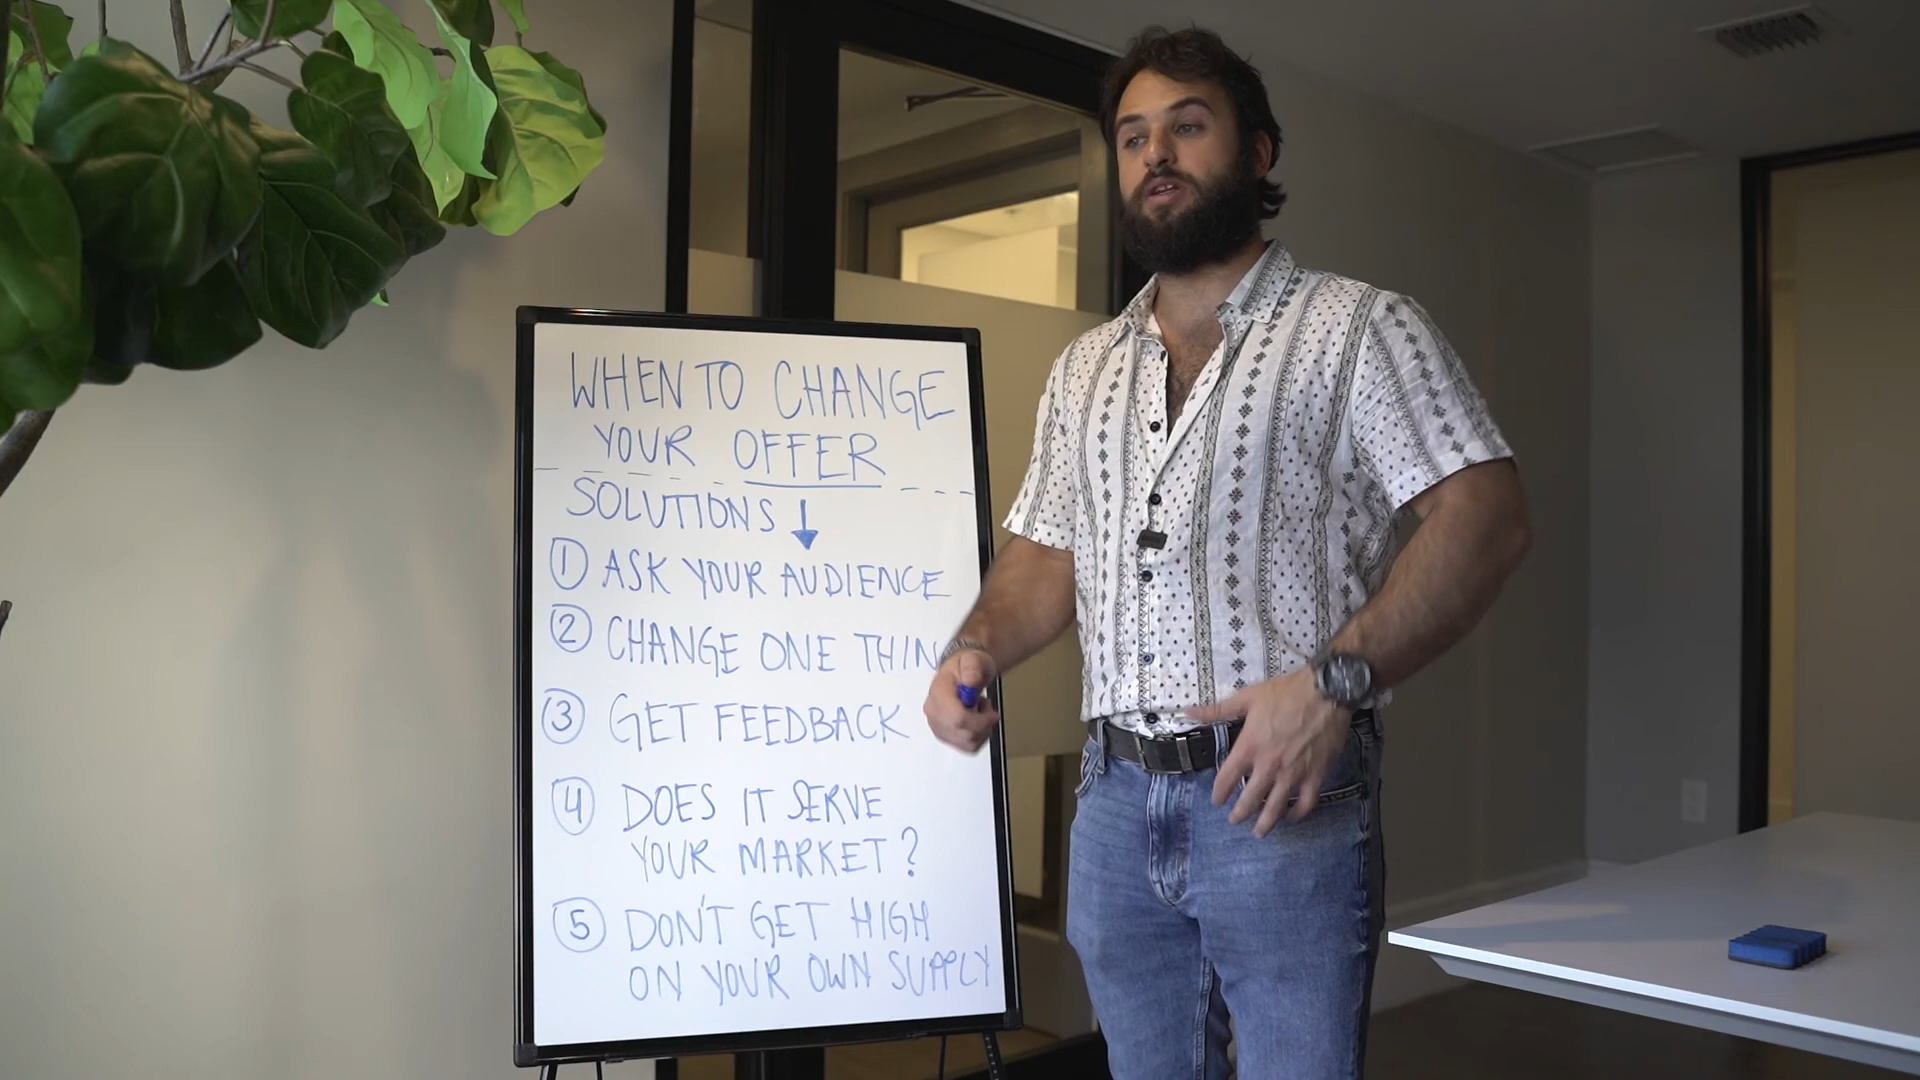 WHEN TO CHANGE
YOUR OFFER
SOLUTIONS ↓
① ASK YOUR AUDIENCE
② CHANGE ONE THIN
③ GET FEEDBACK
④ DOES IT SERVE
YOUR MARKET?
⑤ DON'T GET HIGH
ON YOUR OWN SUPPLY